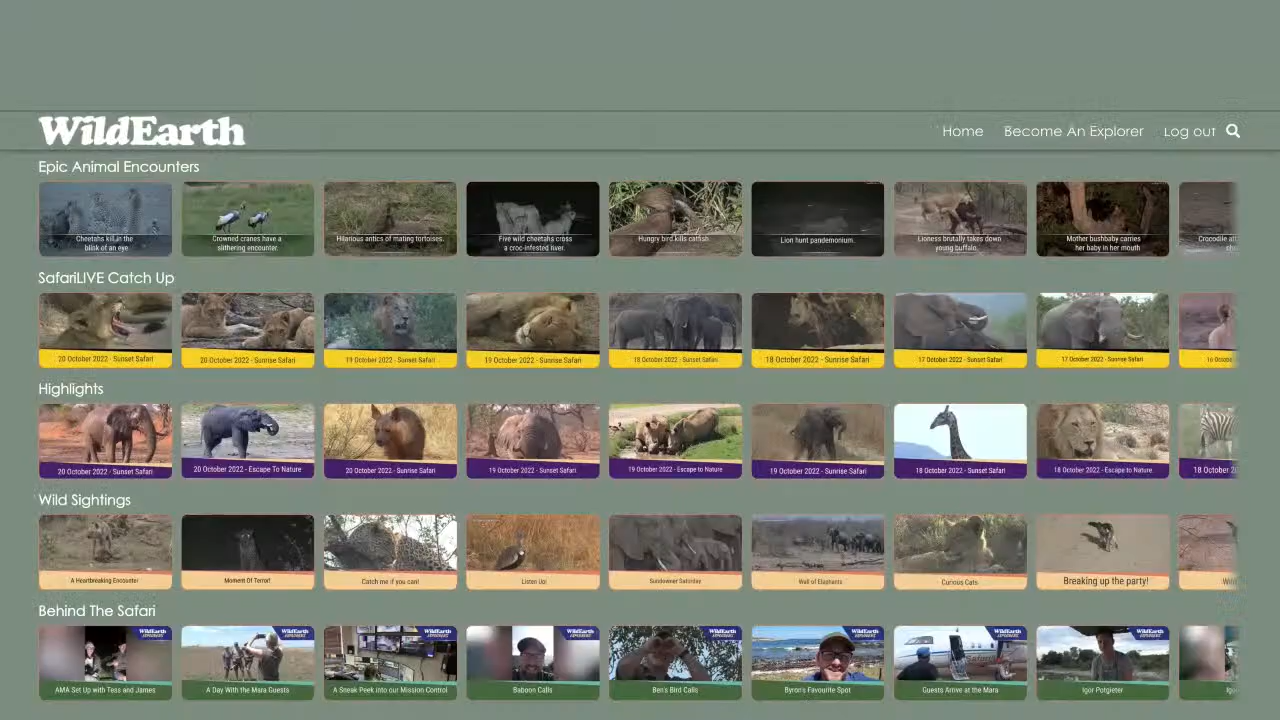 WildEarth
Home Become An Explorer Log out
Epic Animal Encounters
Cheetahs kill in the
blink of an eye.
Crowned cranes have a
slithering encounter.
Hilarious antics of mating tortoises.
Five wild cheetahs cross
a croc-infested river.
Hungry bird kills catfish.
Lion hunt pandemonium.
Lioness brutally takes down
young buffalo.
Mother bushbaby carries
her baby in her mouth
SafariLIVE Catch Up
20 October 2022 - Sunset Safari
20 October 2022 - Sunrise Safari
19 October 2022 - Sunset Safari
19 October 2022 - Sunrise Safari
18 October 2022 - Sunset Safari
18 October 2022 - Sunrise Safari
17 October 2022 - Sunset Safari
17 October 2022 - Sunrise Safari
Highlights
20 October 2022 - Sunset Safari
20 October 2022 - Escape To Nature
20 October 2022 - Sunrise Safari
19 October 2022 - Sunset Safari
19 October 2022 - Escape to Nature
19 October 2022 - Sunrise Safari
18 October 2022 - Sunset Safari
18 October 2022 - Escape to Nature
18 October
Wild Sightings
A Heartbreaking Encounter
Moment Of Terror!
Catch me if you can!
Listen Up!
Sundowner Saturday
Wall of Elephants
Curious Cats
Breaking up the party!
Behind The Safari
WildEarth
AMA Set Up with Tess and James
WildEarth
A Day With the Mara Guests
WildEarth
A Sneak Peek into our Mission Control
WildEarth
Baboon Calls
WildEarth
Ben's Bird Calls
WildEarth
Byron's Favourite Spot
WildEarth
Guests Arrive at the Mara
WildEarth
Igor Potgieter